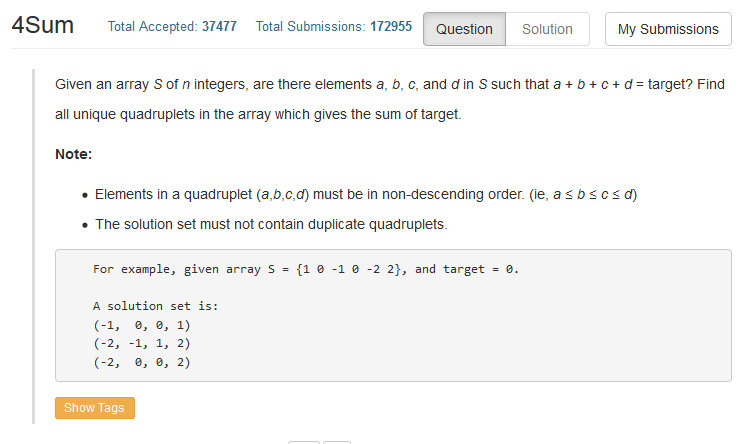 4Sum Total Accepted: 37477 Total Submissions: 172955 Question Solution My Submissions
Given an array S of n integers, are there elements a, b, c, and d in S such that a + b + c + d = target? Find
all unique quadruplets in the array which gives the sum of target.
Note:
• Elements in a quadruplet (a,b,c,d) must be in non-descending order. (ie, a ≤ b ≤ c ≤ d)
• The solution set must not contain duplicate quadruplets.
For example, given array S = {1 0 -1 0 -2 2}, and target = 0.
A solution set is:
(-1,  0, 0, 1)
(-2, -1, 1, 2)
(-2,  0, 0, 2)
Show Tags